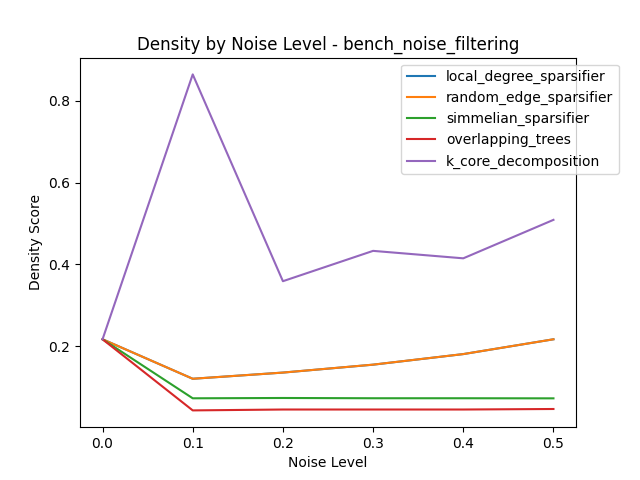 Density by Noise Level - bench_noise_filtering
local_degree_sparsifier
random_edge_sparsifier
simmelian_sparsifier
overlapping_trees
k_core_decomposition
Density Score
0.8
0.6
0.4
0.2
0.0 0.1 0.2 0.3 0.4 0.5
Noise Level